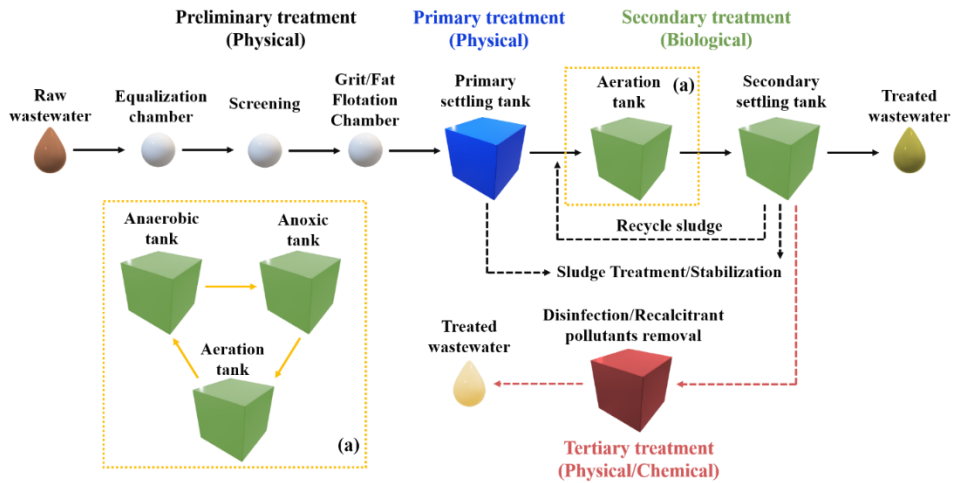 Preliminary treatment
(Physical)
Primary treatment
(Physical)
Secondary treatment
(Biological)
Raw
wastewater
Equalization
chamber
Screening
Grit/Fat
Flotation
Chamber
Primary
settling tank
Aeration
tank
(a)
Secondary
settling tank
Treated
wastewater
Recycle sludge
Sludge Treatment/Stabilization
Anaerobic
tank
Anoxic
tank
Aeration
tank
(a)
Treated
wastewater
Disinfection/Recalcitrant
pollutants removal
Tertiary treatment
(Physical/Chemical)